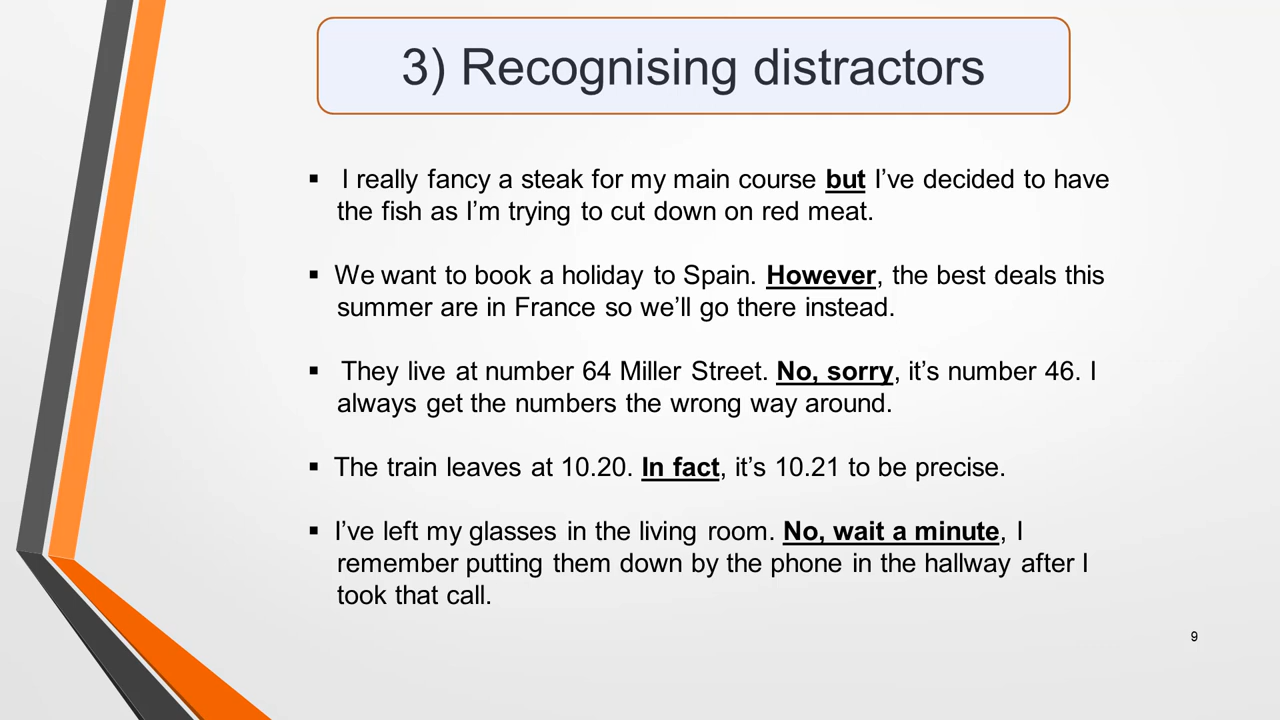 3) Recognising distractors
▪ I really fancy a steak for my main course but I’ve decided to have
the fish as I’m trying to cut down on red meat.
▪ We want to book a holiday to Spain. However, the best deals this
summer are in France so we’ll go there instead.
▪ They live at number 64 Miller Street. No, sorry, it’s number 46. I
always get the numbers the wrong way around.
▪ The train leaves at 10.20. In fact, it’s 10.21 to be precise.
▪ I’ve left my glasses in the living room. No, wait a minute, I
remember putting them down by the phone in the hallway after I
took that call.
9